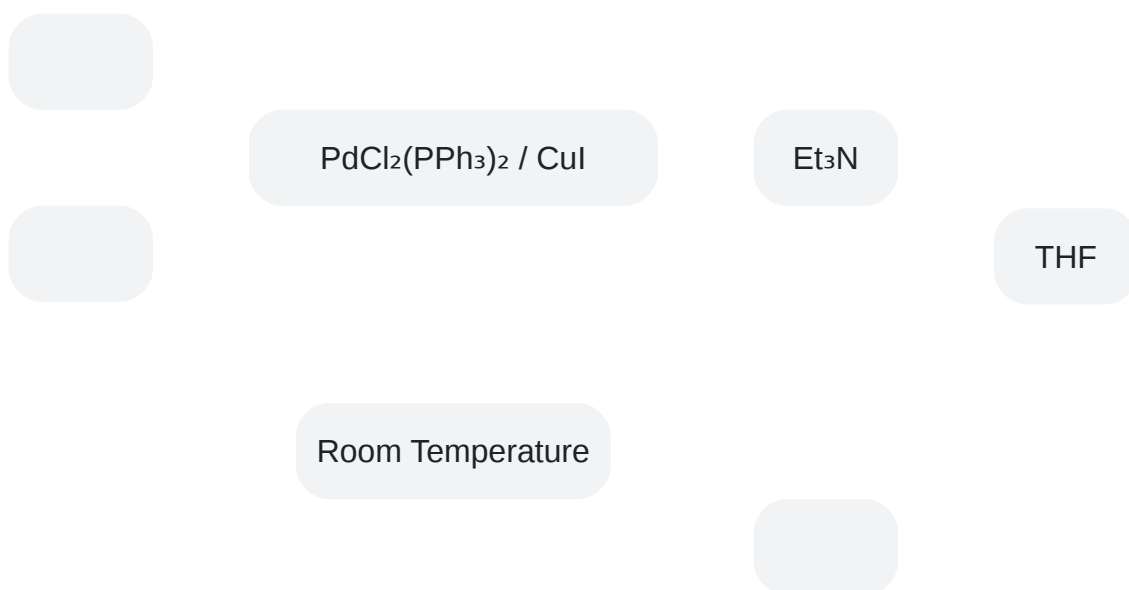 PdCl₂(PPh₃)₂ / CuI
Et₃N
THF
Room Temperature